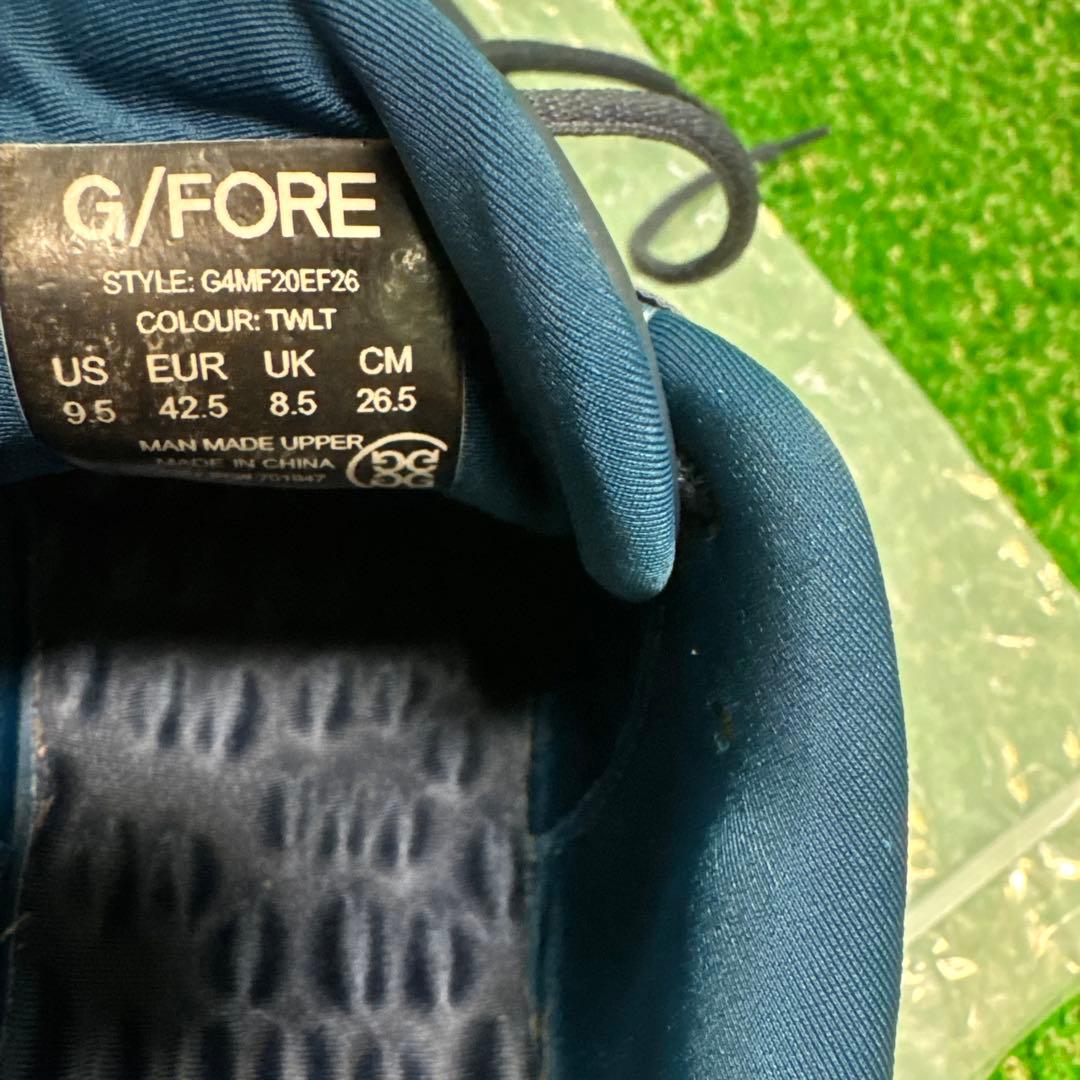 G/FORE
STYLE: G4MF20EF26
COLOUR: TWLT
US EUR UK CM
9.5 42.5 8.5 26.5
MAN MADE UPPER
MADE IN CHINA
701047